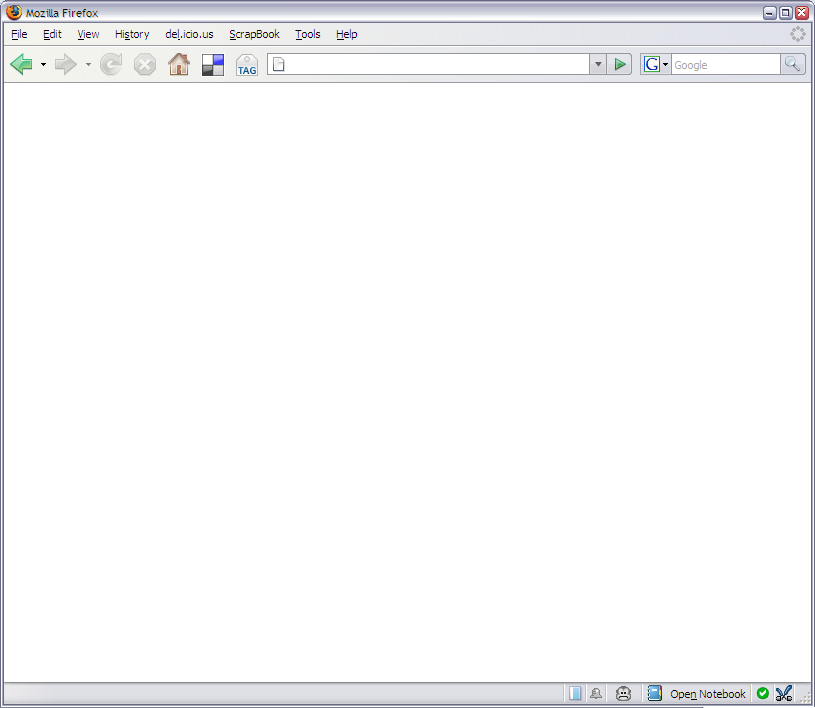 Mozilla Firefox
File Edit View History del.icio.us ScrapBook Tools Help
TAG G Google
Open Notebook